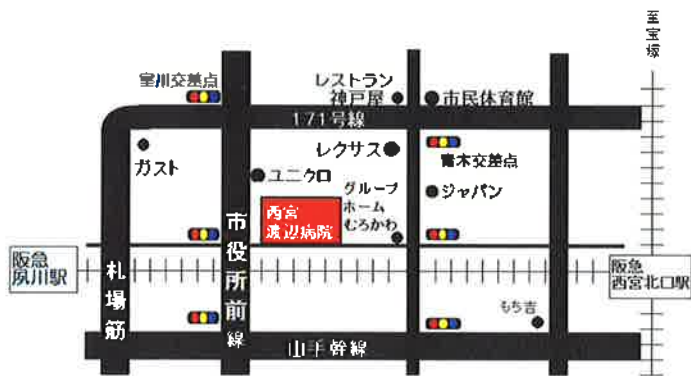 至宝塚
室川交差点
レストラン
神戸屋
市民体育館
171号線
ガスト
レクサス
青木交差点
ユニクロ
グループ
ホーム
むろかわ
ジャパン
西宮
渡辺病院
市役所前線
札場筋
阪急
夙川駅
阪急
西宮北口駅
もち吉
山手幹線